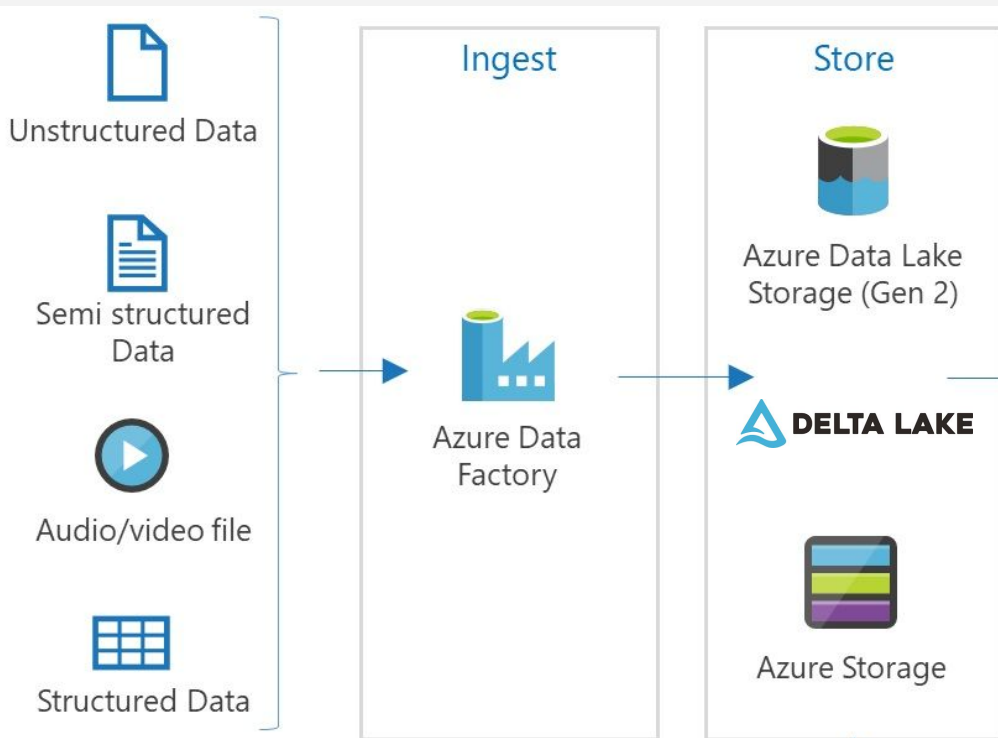 Unstructured Data
Semi structured
Data
Audio/video file
Structured Data
Ingest
Azure Data
Factory
Store
Azure Data Lake
Storage (Gen 2)
DELTA LAKE
Azure Storage